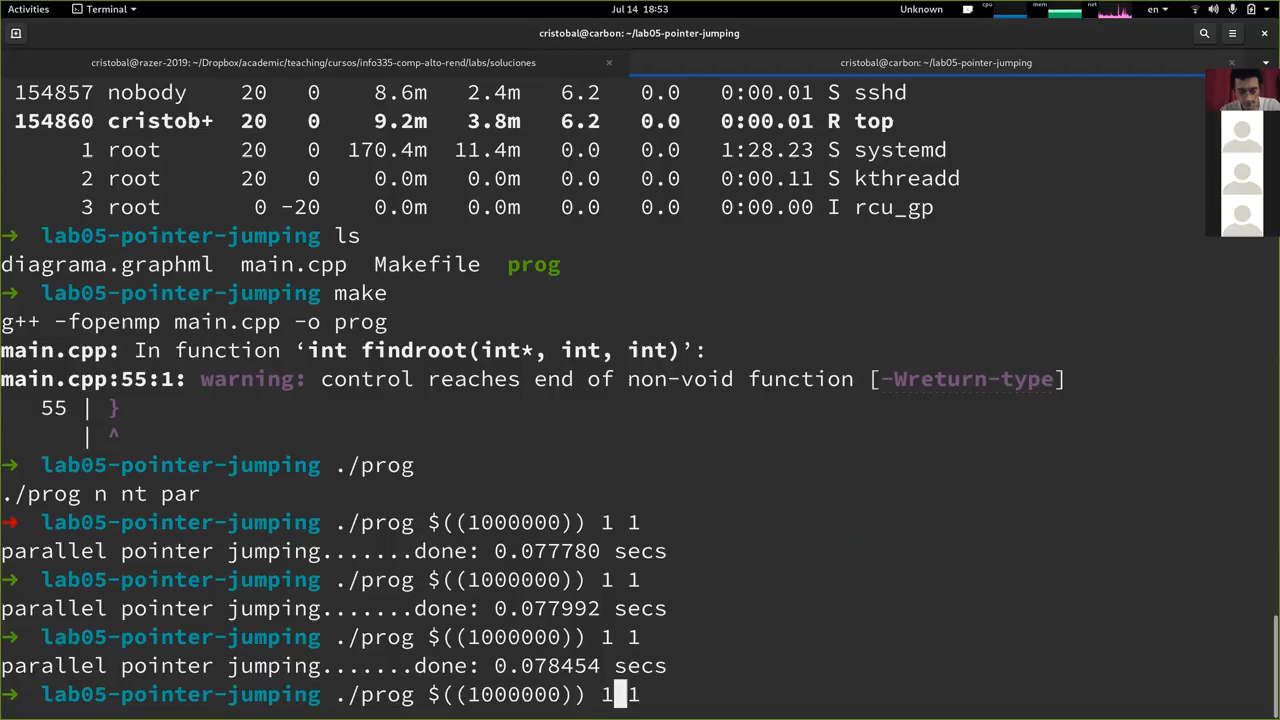 Activities Terminal Jul 14 18:53 Unknown cpu mem net en
cristobal@carbon: ~/lab05-pointer-jumping
cristobal@razer-2019: ~/Dropbox/academic/teaching/cursos/info335-comp-alto-rend/labs/soluciones × cristobal@carbon: ~/lab05-pointer-jumping ×
154857 nobody 20 0 8.6m 2.4m 6.2 0.0 0:00.01 S sshd
154860 cristob+ 20 0 9.2m 3.8m 6.2 0.0 0:00.01 R top
1 root 20 0 170.4m 11.4m 0.0 0.0 1:28.23 S systemd
2 root 20 0 0.0m 0.0m 0.0 0.0 0:00.11 S kthreadd
3 root 0 -20 0.0m 0.0m 0.0 0.0 0:00.00 I rcu_gp
→ lab05-pointer-jumping ls
diagrama.graphml main.cpp Makefile prog
→ lab05-pointer-jumping make
g++ -fopenmp main.cpp -o prog
main.cpp: In function ‘int findroot(int*, int, int)’:
main.cpp:55:1: warning: control reaches end of non-void function [-Wreturn-type]
55 | }
| ^
→ lab05-pointer-jumping ./prog
./prog n nt par
→ lab05-pointer-jumping ./prog $((1000000)) 1 1
parallel pointer jumping.......done: 0.077780 secs
→ lab05-pointer-jumping ./prog $((1000000)) 1 1
parallel pointer jumping.......done: 0.077992 secs
→ lab05-pointer-jumping ./prog $((1000000)) 1 1
parallel pointer jumping.......done: 0.078454 secs
→ lab05-pointer-jumping ./prog $((1000000)) 1 1